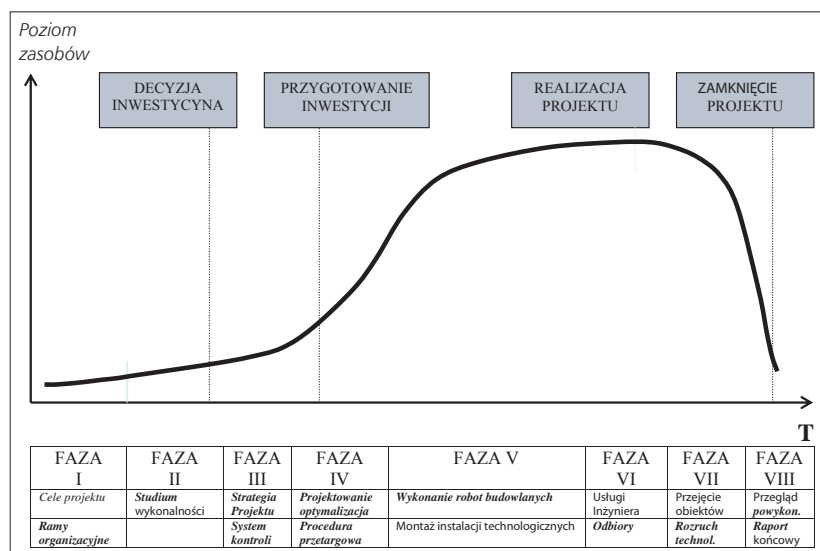 Poziom
zasobów
DECYZJA
INWESTYCYJNA
PRZYGOTOWANIE
INWESTYCJI
REALIZACJA
PROJEKTU
ZAMKNIĘCIE
PROJEKTU
T
FAZA I
FAZA II
FAZA III
FAZA IV
FAZA V
FAZA VI
FAZA VII
FAZA VIII
Cele projektu
Studium
wykonalności
Strategia
Projektu
Projektowanie
optymalizacja
Wykonanie robot budowlanych
Usługi
Inżyniera
Przejęcie
obiektów
Przegląd
powykon.
Ramy
organizacyjne
System
kontroli
Procedura
przetargowa
Montaż instalacji technologicznych
Odbiory
Rozruch
technol.
Raport
końcowy